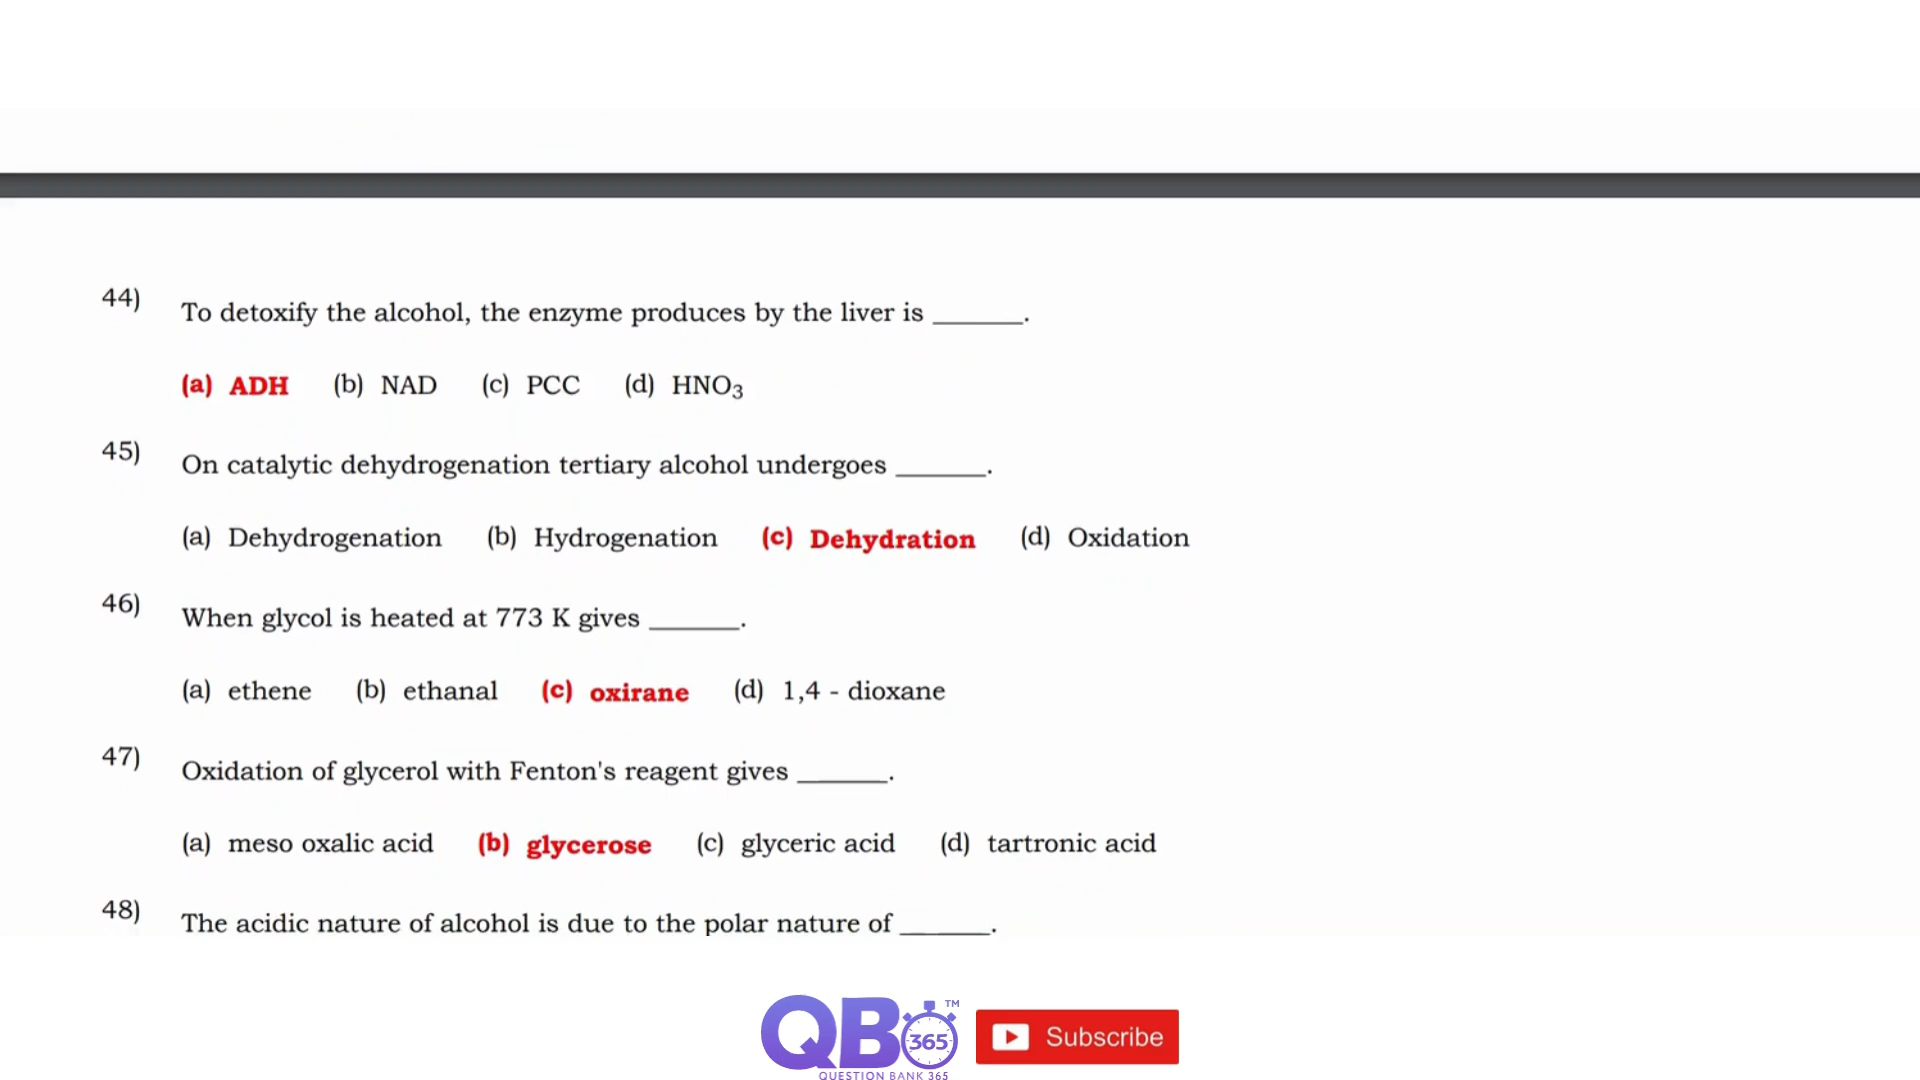 44) To detoxify the alcohol, the enzyme produces by the liver is _______.
(a) ADH (b) NAD (c) PCC (d) HNO₃
45) On catalytic dehydrogenation tertiary alcohol undergoes _______.
(a) Dehydrogenation (b) Hydrogenation (c) Dehydration (d) Oxidation
46) When glycol is heated at 773 K gives _______.
(a) ethene (b) ethanal (c) oxirane (d) 1,4 - dioxane
47) Oxidation of glycerol with Fenton's reagent gives _______.
(a) meso oxalic acid (b) glycerose (c) glyceric acid (d) tartronic acid
48) The acidic nature of alcohol is due to the polar nature of _______.
QB 365 ™
QUESTION BANK 365
Subscribe